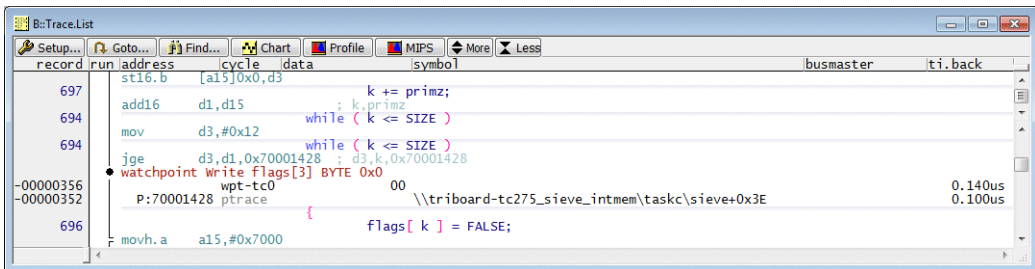 B::Trace.List
Setup... Goto... Find... Chart Profile MIPS More Less
record run address cycle data symbol busmaster ti.back
st16.b [a15]0x0,d3
697 k += primz;
add16 d1,d15 ; k,primz
694 while ( k <= SIZE )
mov d3,#0x12
694 while ( k <= SIZE )
jge d3,d1,0x70001428 ; d3,k,0x70001428
watchpoint Write flags[3] BYTE 0x0
-00000356 wpt-tc0 00 0.140us
-00000352 P:70001428 ptrace \\triboard-tc275_sieve_intmem\taskc\sieve+0x3E 0.100us
{
696 flags[ k ] = FALSE;
movh.a a15,#0x7000